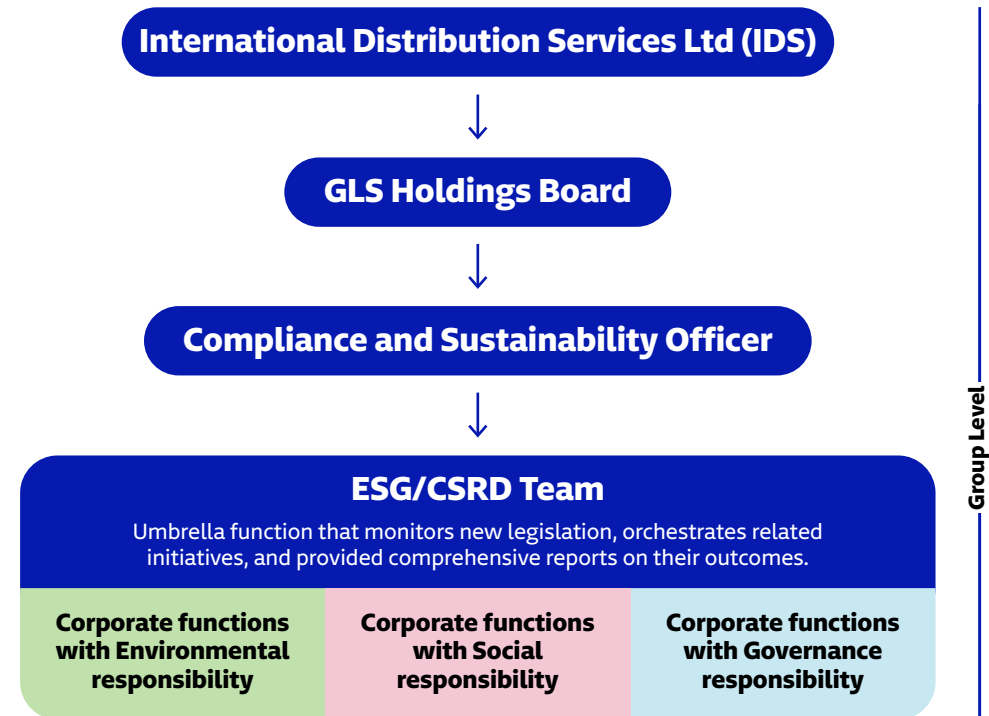 International Distribution Services Ltd (IDS)
GLS Holdings Board
Compliance and Sustainability Officer
ESG/CSRD Team
Umbrella function that monitors new legislation, orchestrates related
initiatives, and provided comprehensive reports on their outcomes.
Corporate functions
with Environmental
responsibility
Corporate functions
with Social
responsibility
Corporate functions
with Governance
responsibility
Group Level